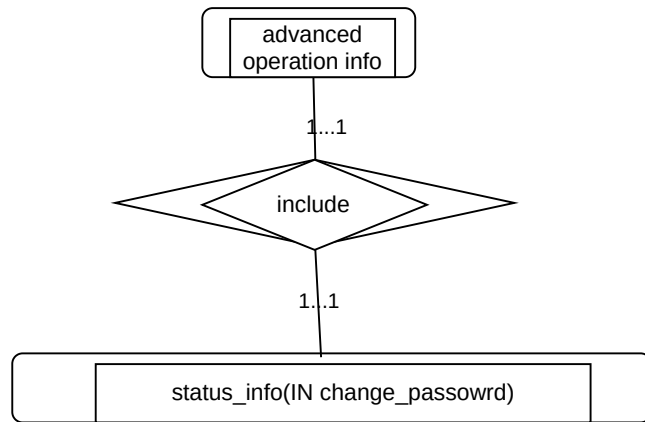 advanced
operation info
1...1
include
1...1
status_info(IN change_passowrd)